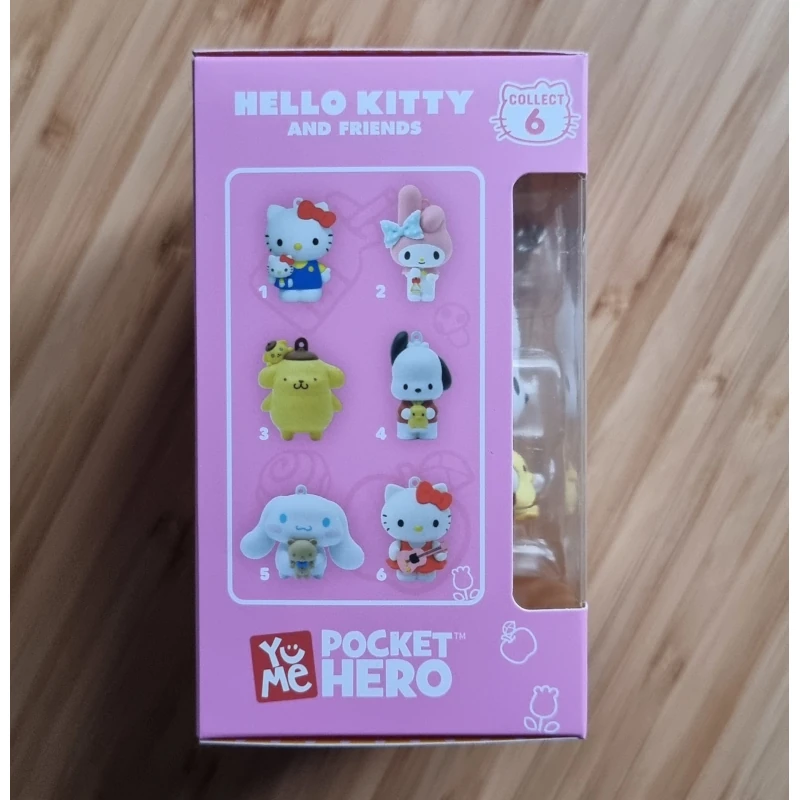 HELLO KITTY
AND FRIENDS
COLLECT
6
1
2
3
4
5
6
YuMe
POCKET™
HERO